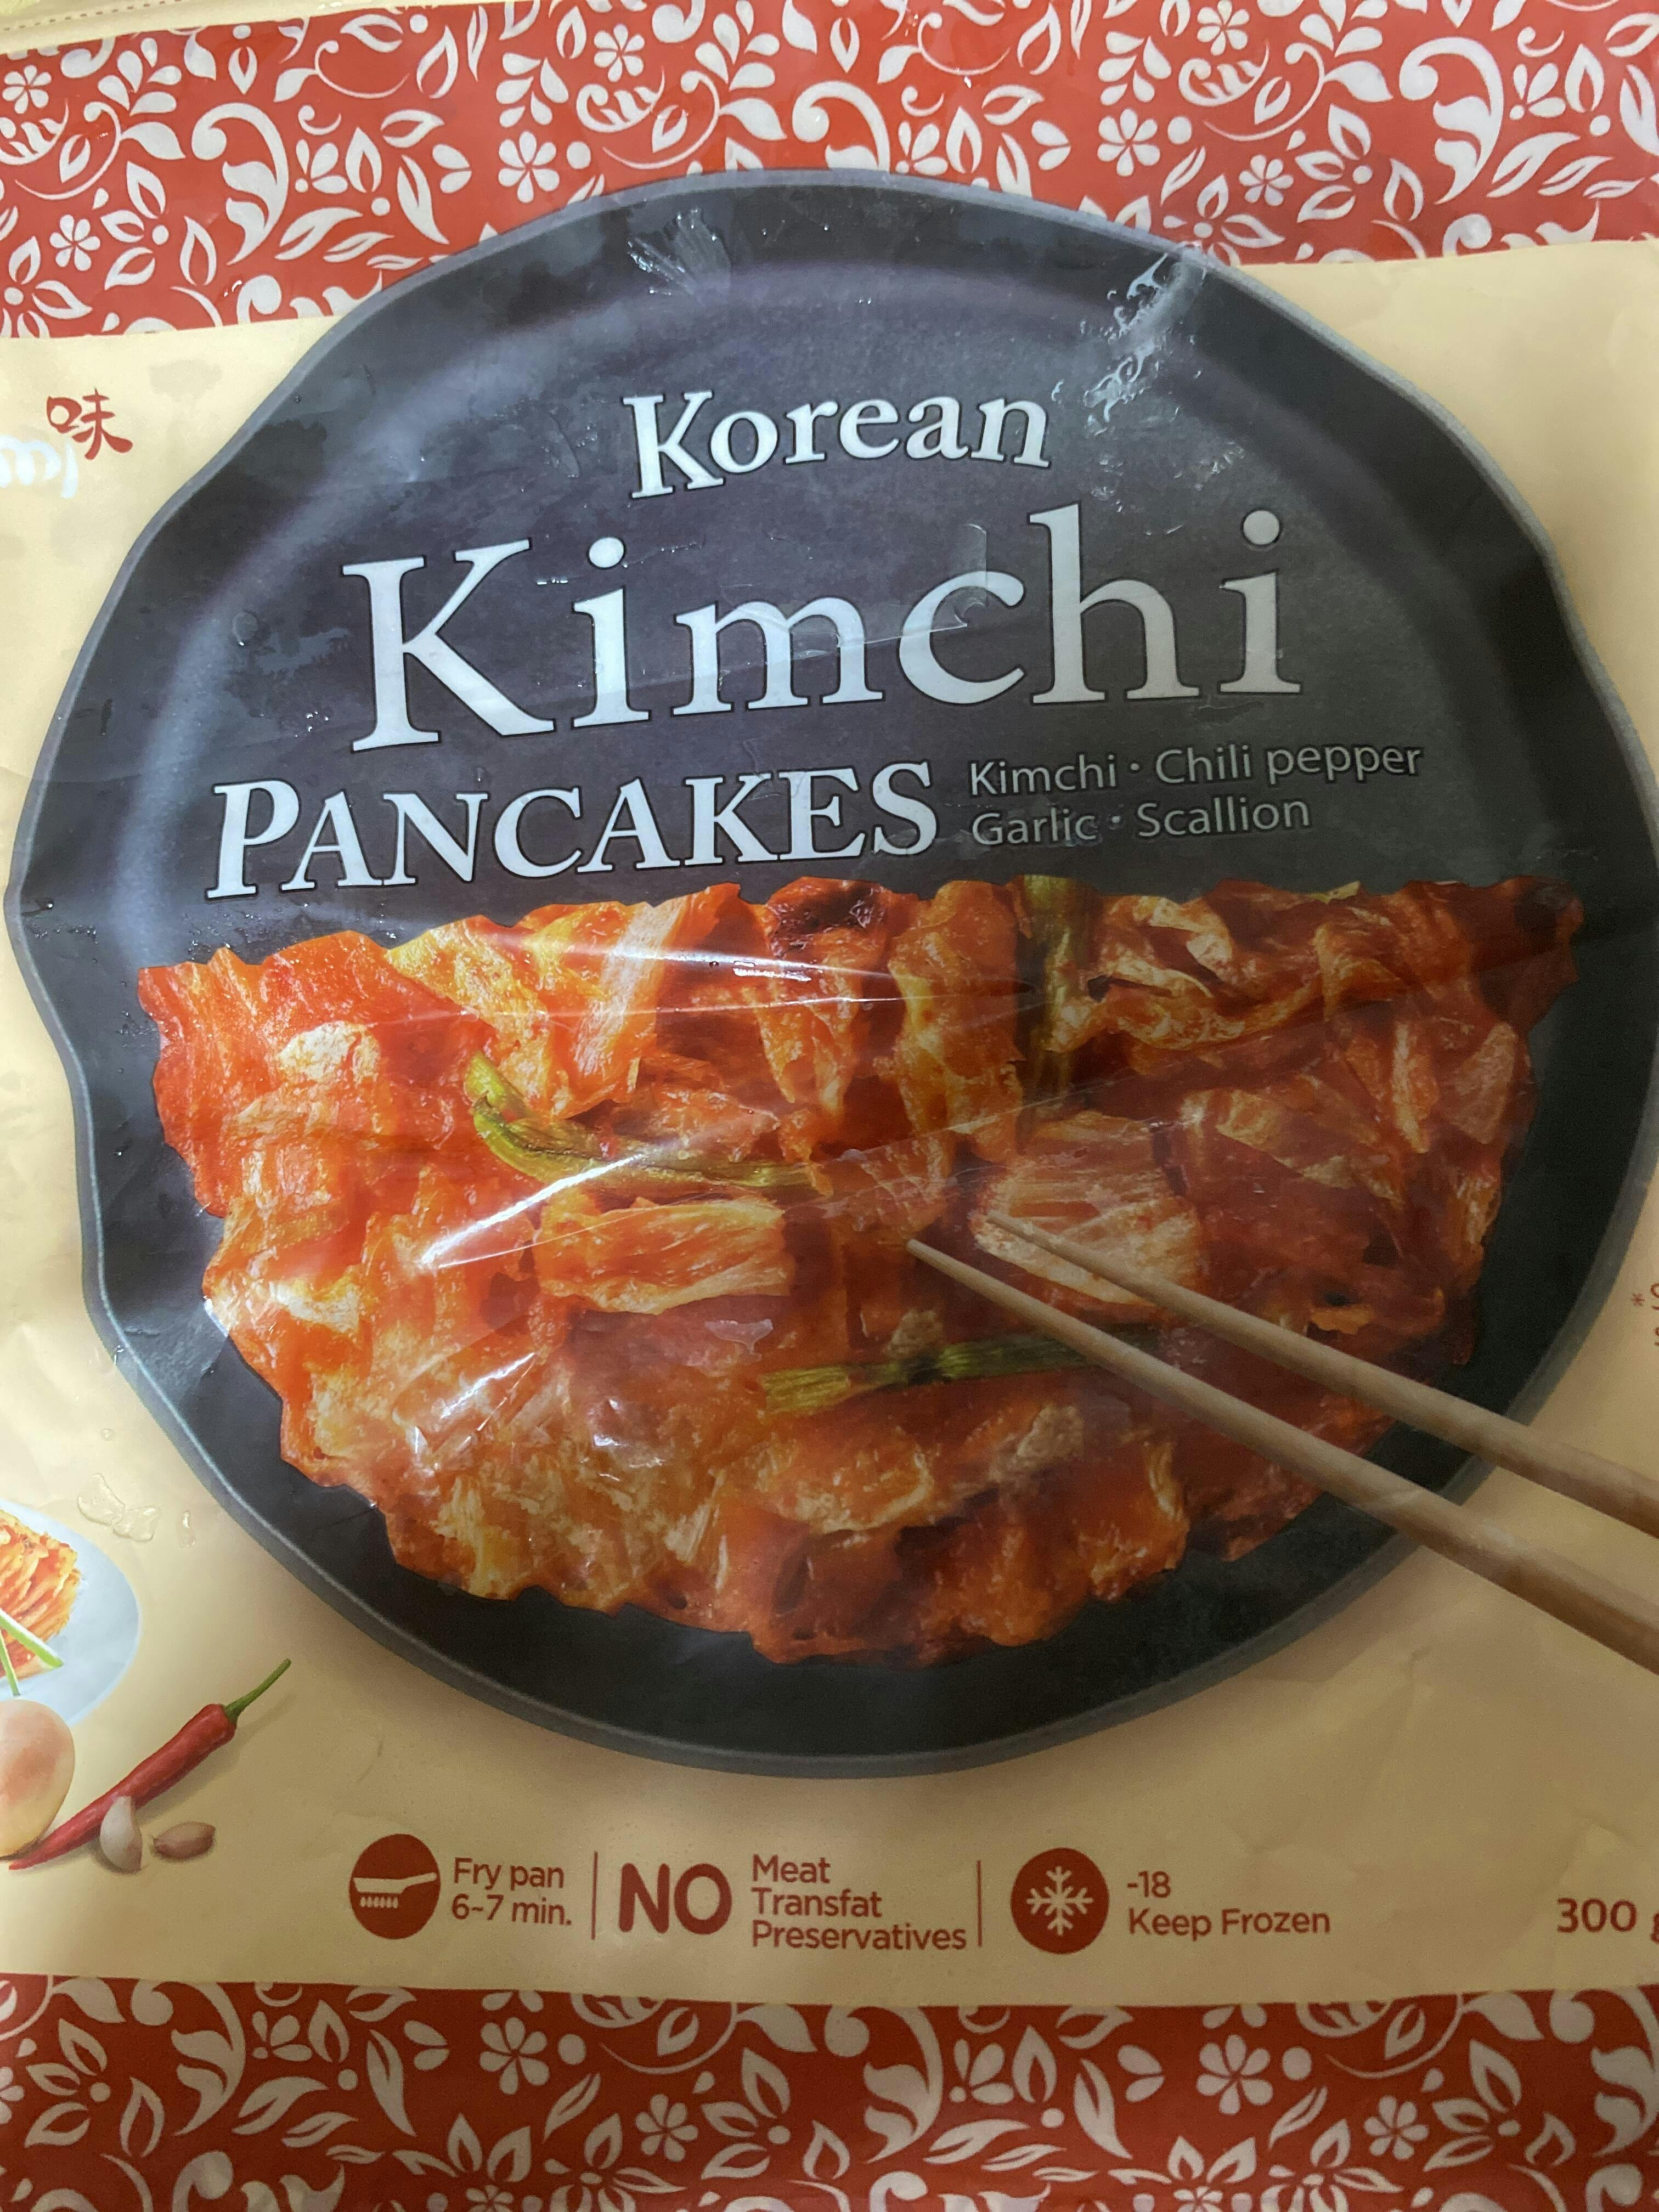 味
Korean
Kimchi
PANCAKES
Kimchi · Chili pepper
Garlic · Scallion
Fry pan
6-7 min.
NO
Meat
Transfat
Preservatives
-18
Keep Frozen
300